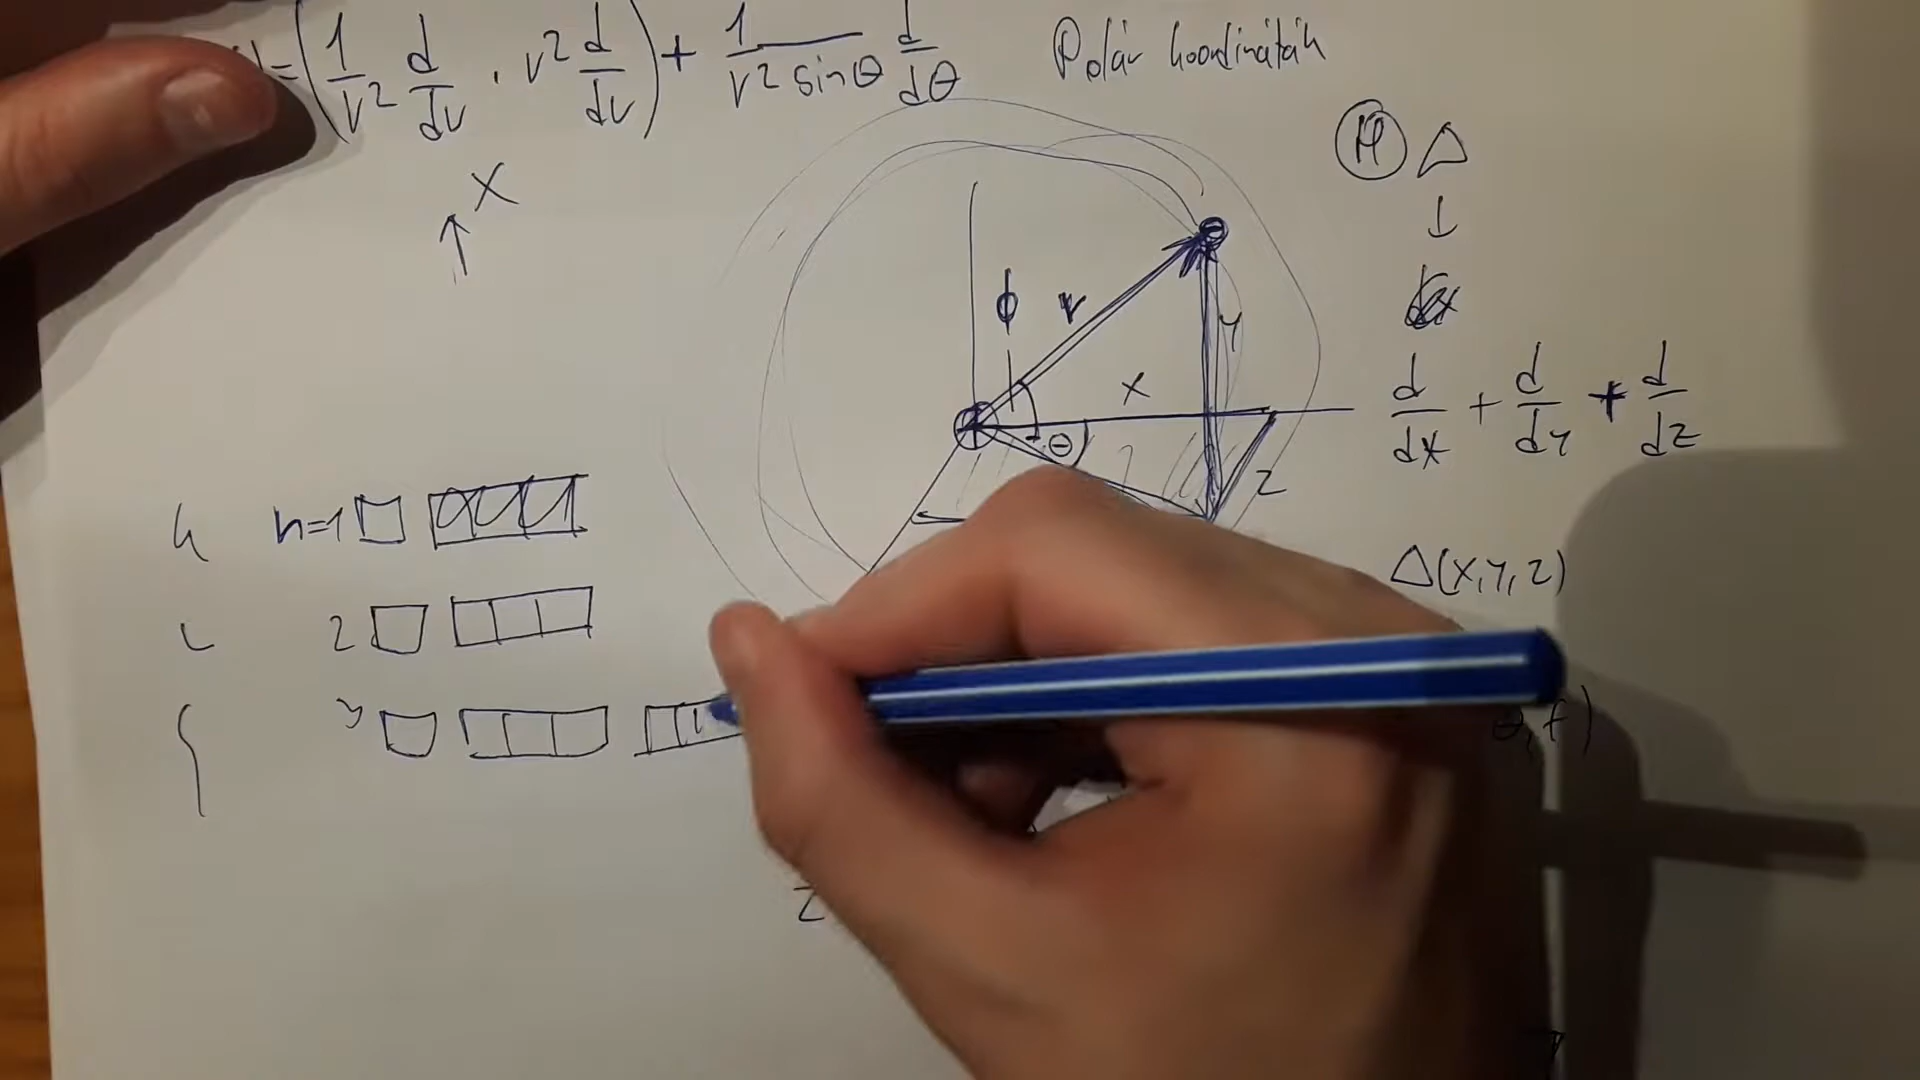 = (1/r² d/dr · r² d/dr) + 1/(r² sinθ) d/dθ
Polár koordináták
x
H Δ
↓
ϕ r y
x
d/dx + d/dy + d/dz
θ
z
n=1
Δ(x,y,z)
2
3
z